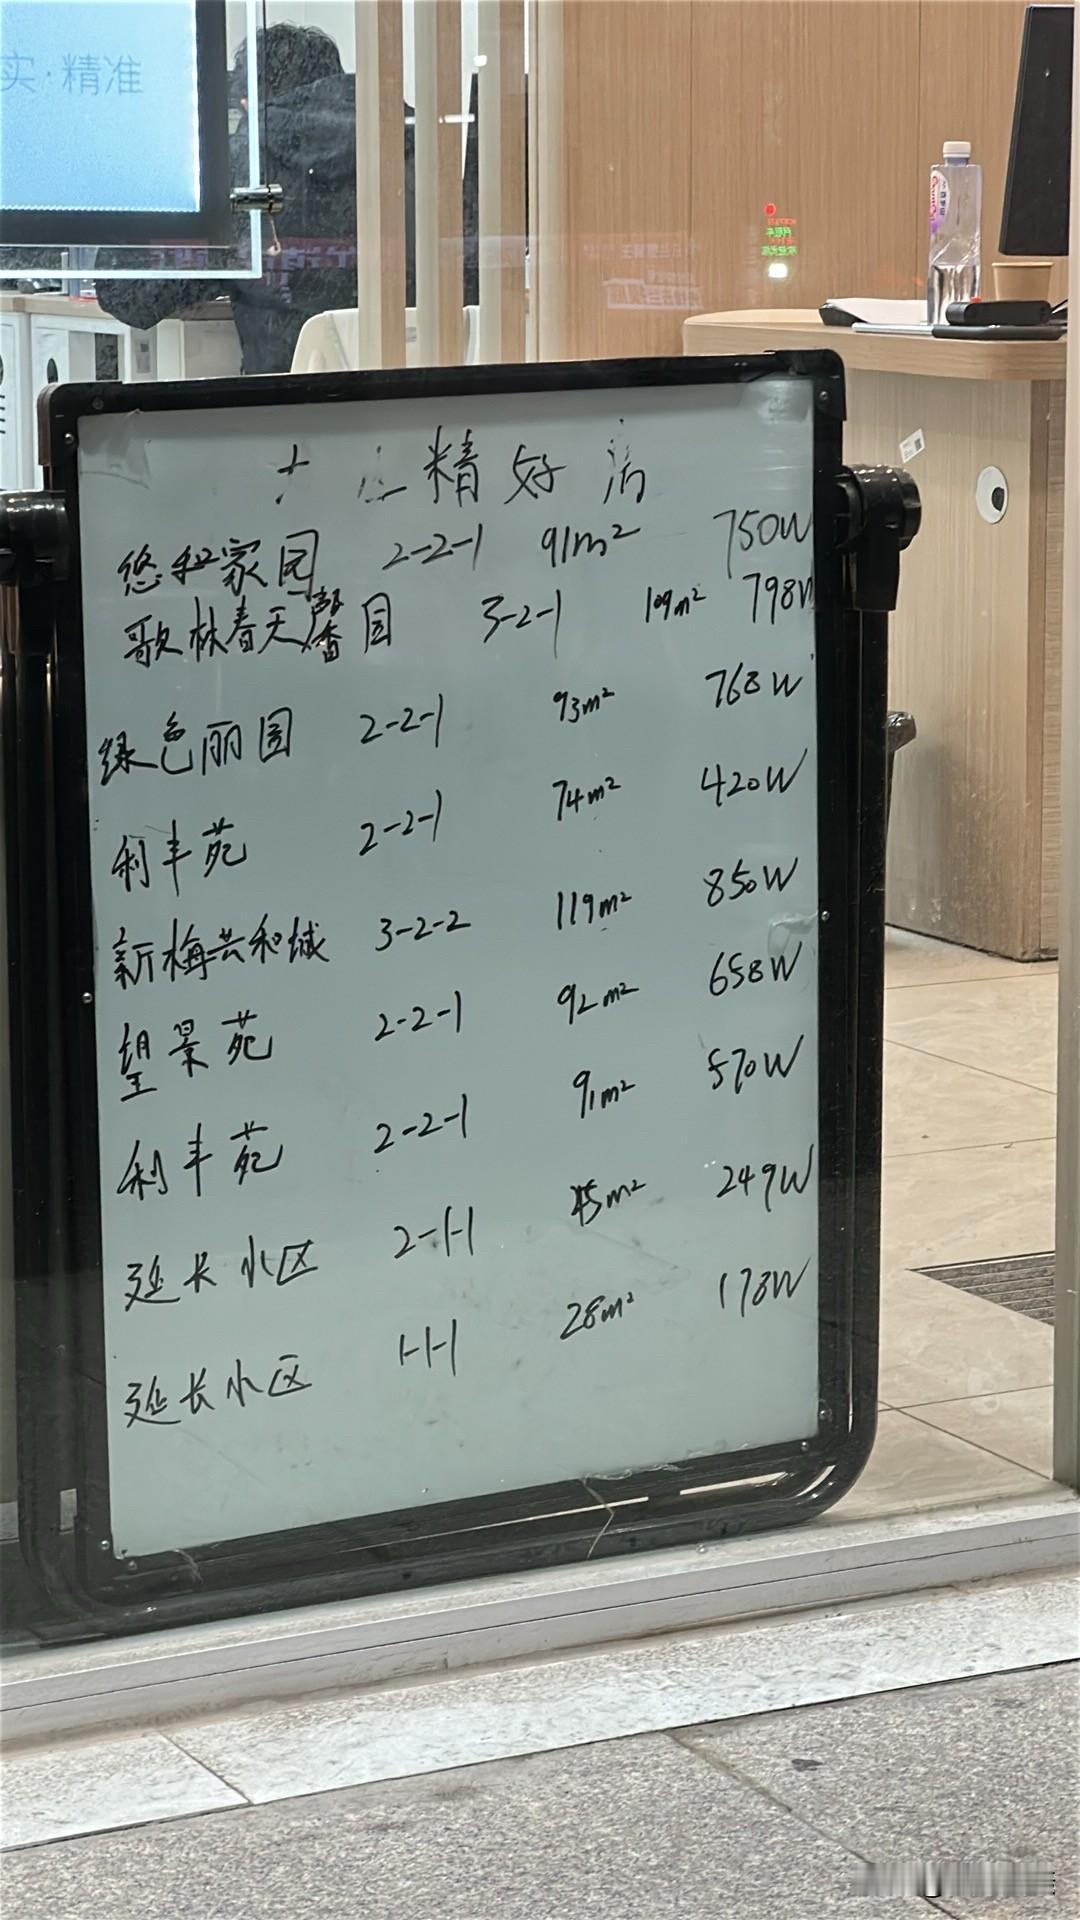 实·精准
精好
悠和家园 2-2-1 91m² 750W
歌林春天馨园 3-2-1 109m² 798W
绿色丽园 2-2-1 93m² 768W
利丰苑 2-2-1 74m² 420W
新梅共和城 3-2-2 119m² 850W
望景苑 2-2-1 92m² 658W
利丰苑 2-2-1 91m² 570W
延长小区 2-1-1 45m² 249W
延长小区 1-1-1 28m² 178W